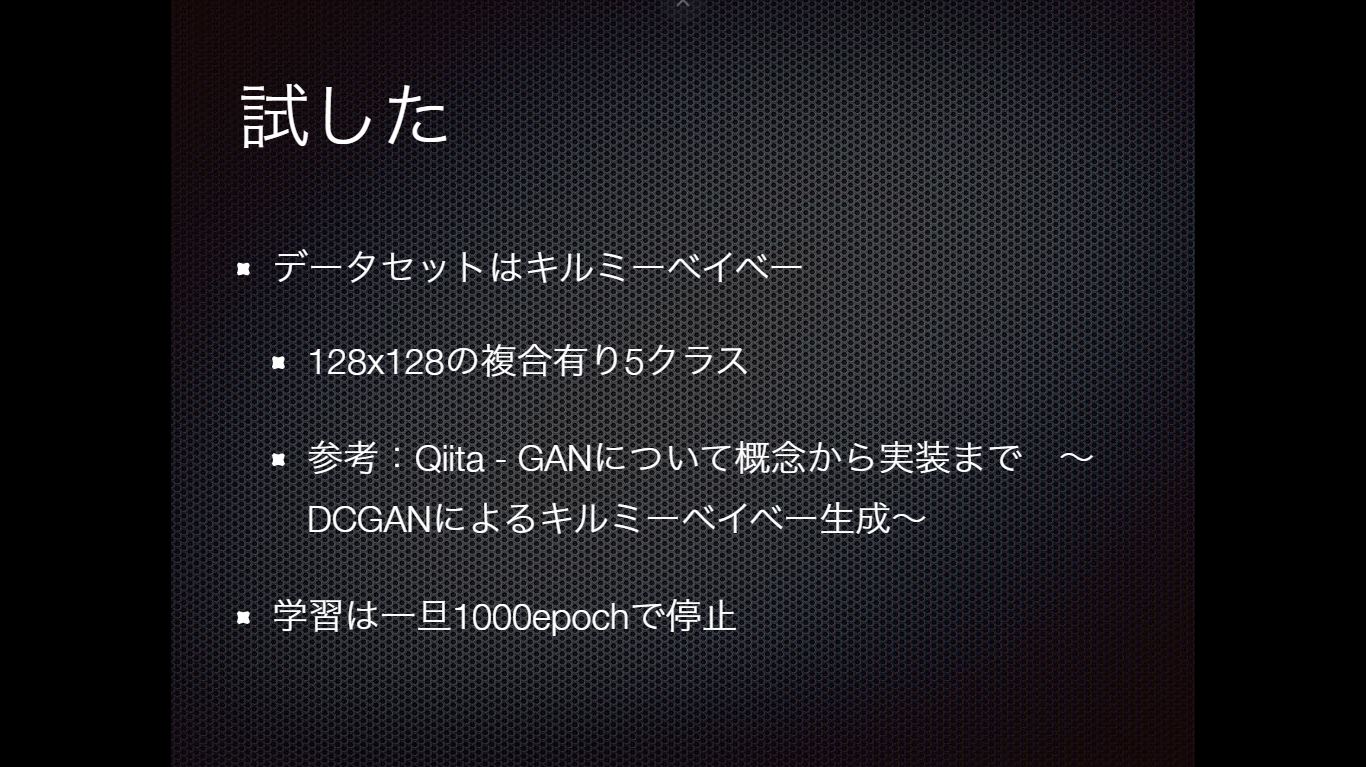 試した
データセットはキルミーベイベー
128x128の複合有り5クラス
参考：Qiita - GANについて概念から実装まで　〜
DCGANによるキルミーベイベー生成〜
学習は一旦1000epochで停止